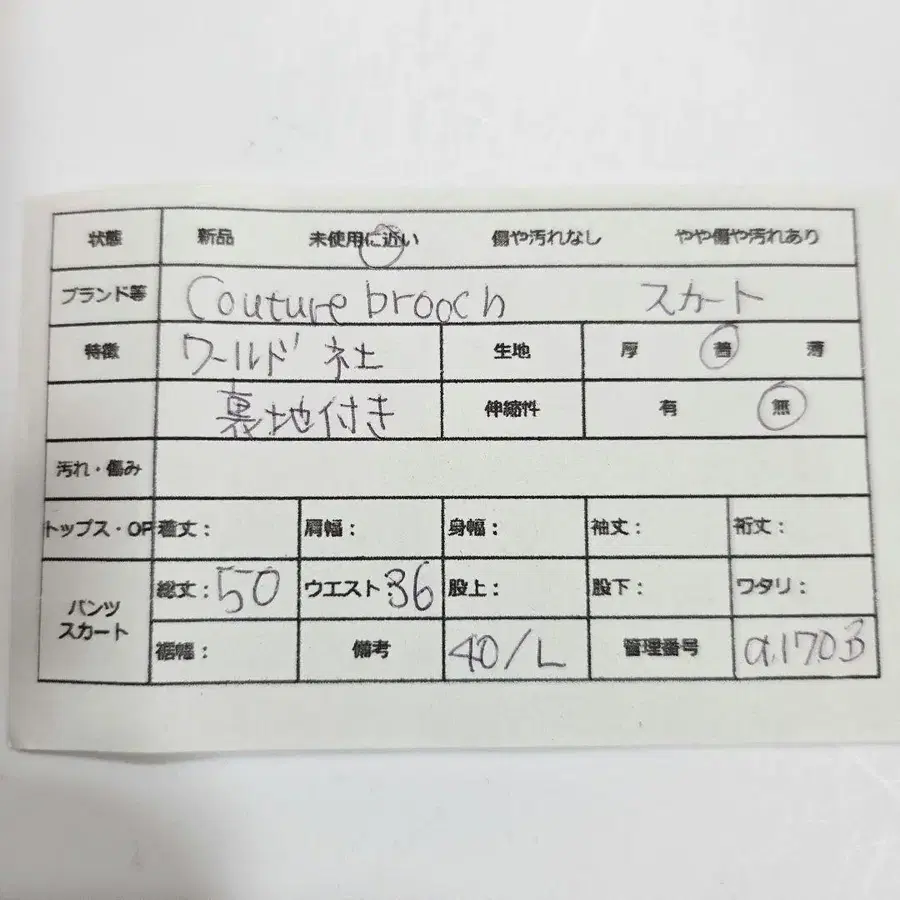 状態 新品 未使用に近い 傷や汚れなし やや傷や汚れあり
ブランド等 Couture brooch スカート
特徴 ワールド社 生地 厚 普 薄
裏地付き 伸縮性 有 無
汚れ・傷み
トップス・OP 着丈: 肩幅: 身幅: 袖丈: 裄丈:
パンツ スカート 総丈:50 ウエスト:36 股上: 股下: ワタリ:
裾幅: 備考 40/L 管理番号 a.1703